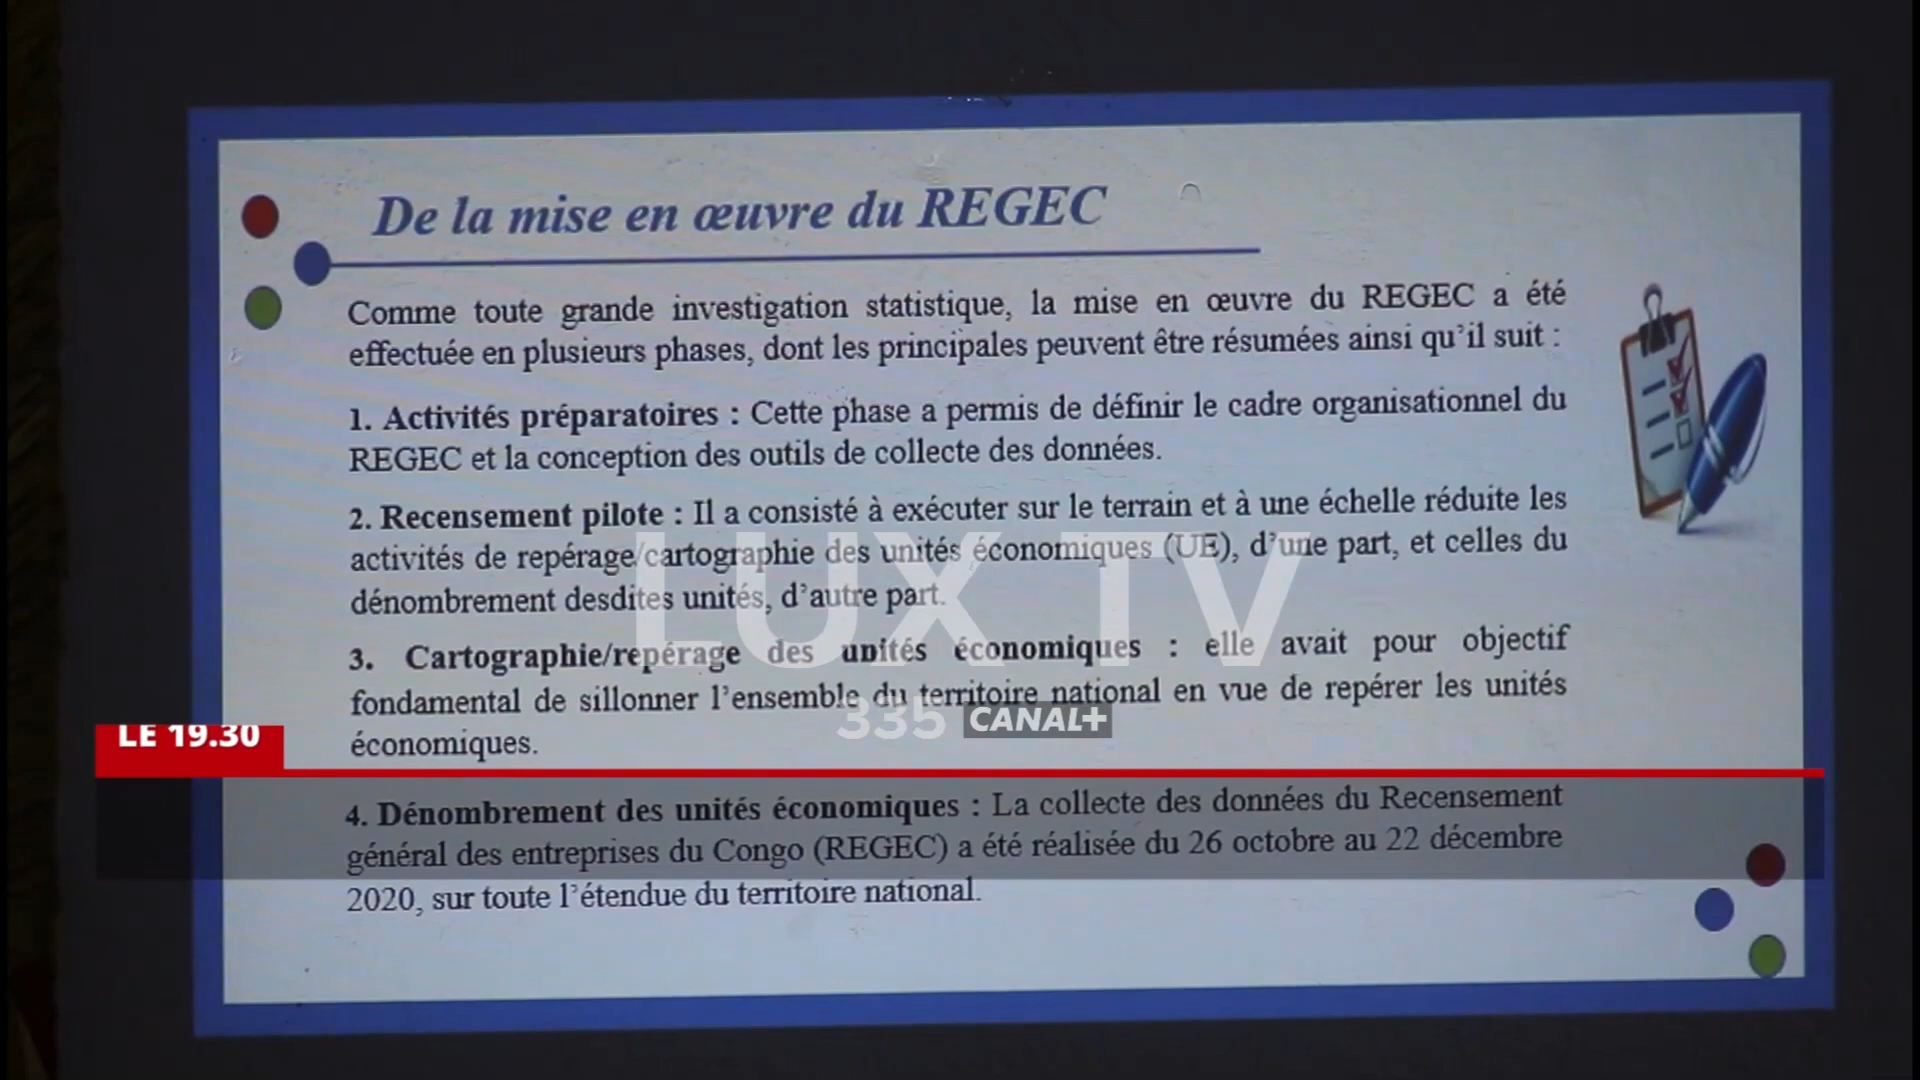 De la mise en œuvre du REGEC
Comme toute grande investigation statistique, la mise en œuvre du REGEC a été
effectuée en plusieurs phases, dont les principales peuvent être résumées ainsi qu’il suit :
1. Activités préparatoires : Cette phase a permis de définir le cadre organisationnel du
REGEC et la conception des outils de collecte des données.
2. Recensement pilote : Il a consisté à exécuter sur le terrain et à une échelle réduite les
activités de repérage/cartographie des unités économiques (UE), d’une part, et celles du
dénombrement desdites unités, d’autre part.
3. Cartographie/repérage des unités économiques : elle avait pour objectif
fondamental de sillonner l’ensemble du territoire national en vue de repérer les unités
économiques.
4. Dénombrement des unités économiques : La collecte des données du Recensement
général des entreprises du Congo (REGEC) a été réalisée du 26 octobre au 22 décembre
2020, sur toute l’étendue du territoire national.
LUX TV
335 CANAL+
LE 19.30